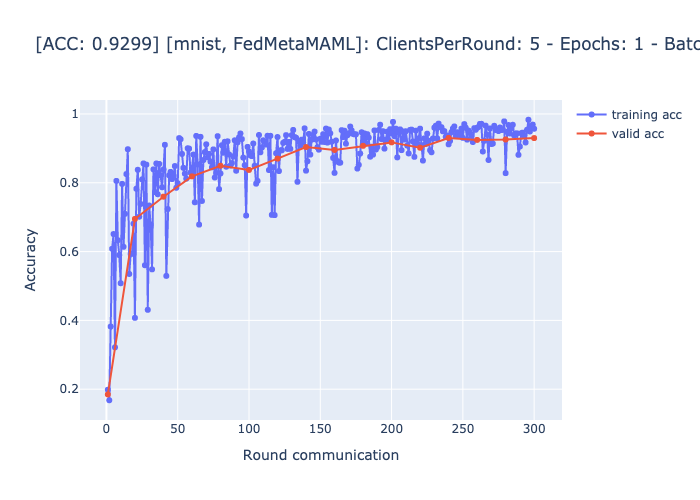 [ACC: 0.9299] [mnist, FedMetaMAML]: ClientsPerRound: 5 - Epochs: 1 - Batc
training acc
valid acc
1
0.8
0.6
0.4
0.2
Accuracy
0 50 100 150 200 250 300
Round communication